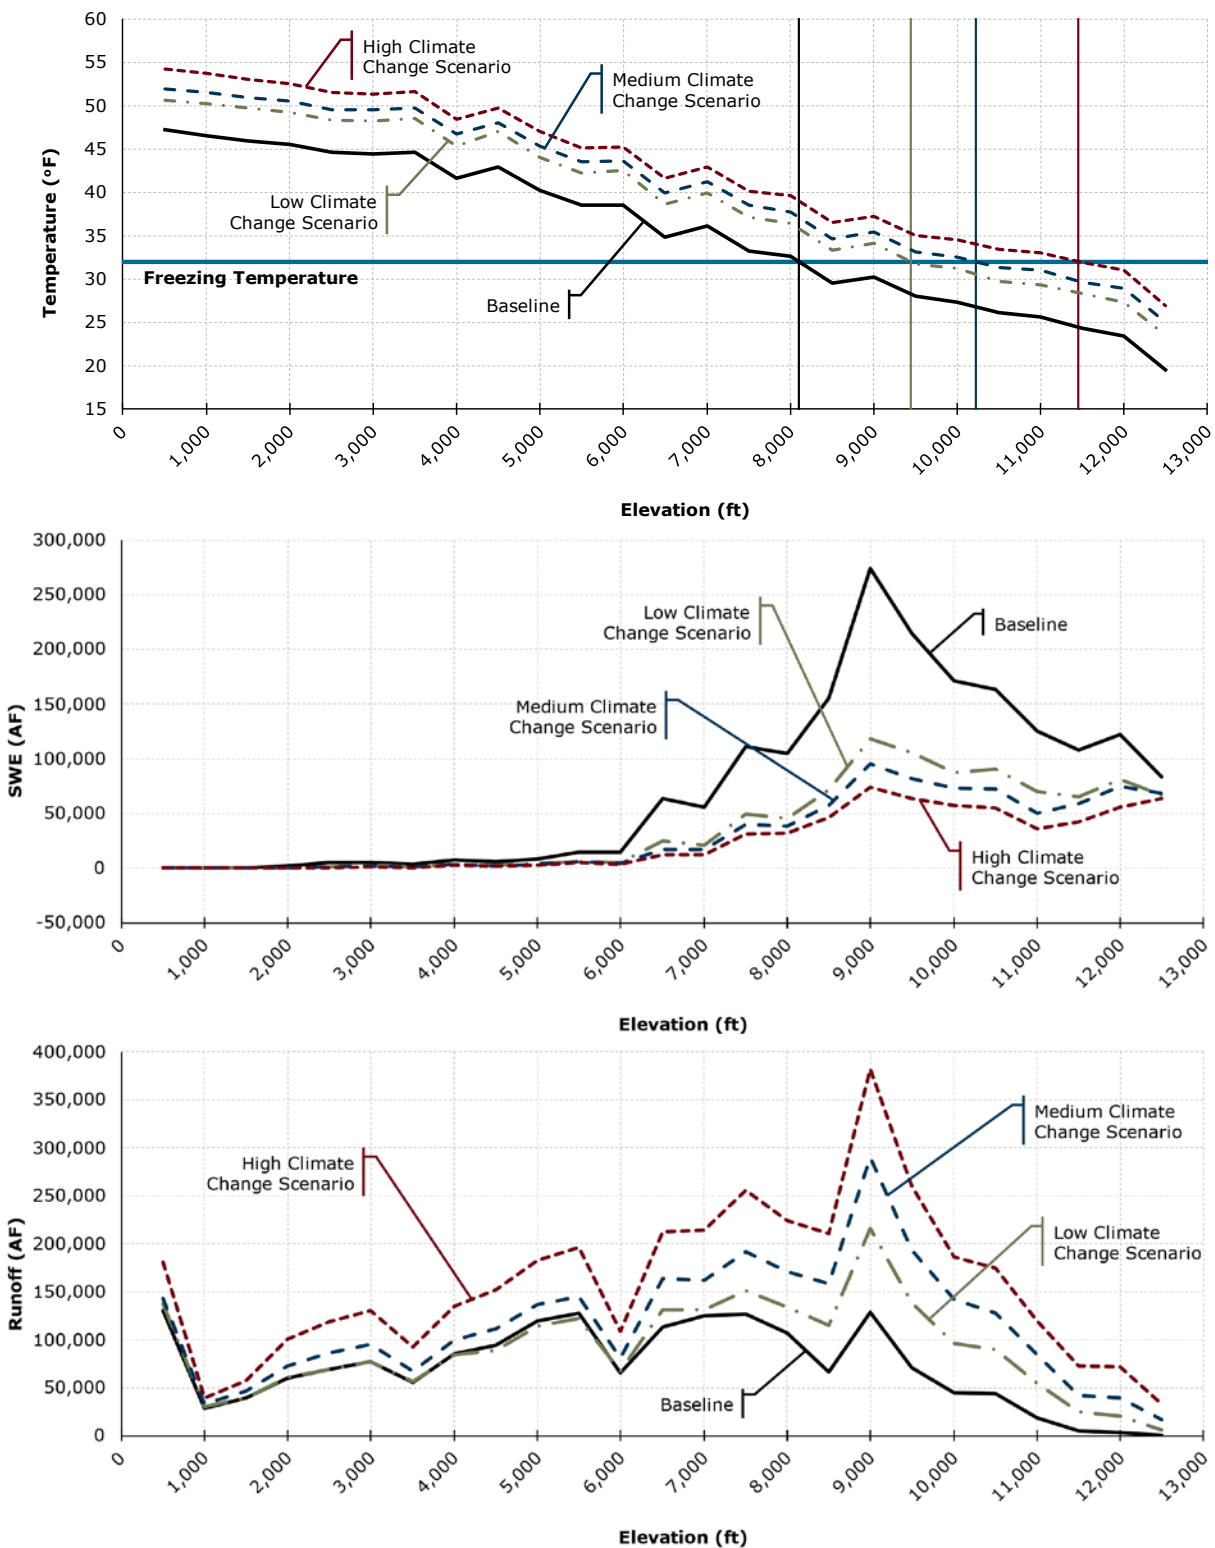 60
55
50
45
40
35
30
25
20
15
Temperature (°F)
High Climate
Change Scenario
Medium Climate
Change Scenario
Low Climate
Change Scenario
Freezing Temperature
Baseline
0
1,000
2,000
3,000
4,000
5,000
6,000
7,000
8,000
9,000
10,000
11,000
12,000
13,000
Elevation (ft)
300,000
250,000
200,000
150,000
100,000
50,000
0
-50,000
SWE (AF)
Low Climate
Change Scenario
Baseline
Medium Climate
Change Scenario
High Climate
Change Scenario
0
1,000
2,000
3,000
4,000
5,000
6,000
7,000
8,000
9,000
10,000
11,000
12,000
13,000
Elevation (ft)
400,000
350,000
300,000
250,000
200,000
150,000
100,000
50,000
0
Runoff (AF)
Medium Climate
Change Scenario
High Climate
Change Scenario
Low Climate
Change Scenario
Baseline
0
1,000
2,000
3,000
4,000
5,000
6,000
7,000
8,000
9,000
10,000
11,000
12,000
13,000
Elevation (ft)